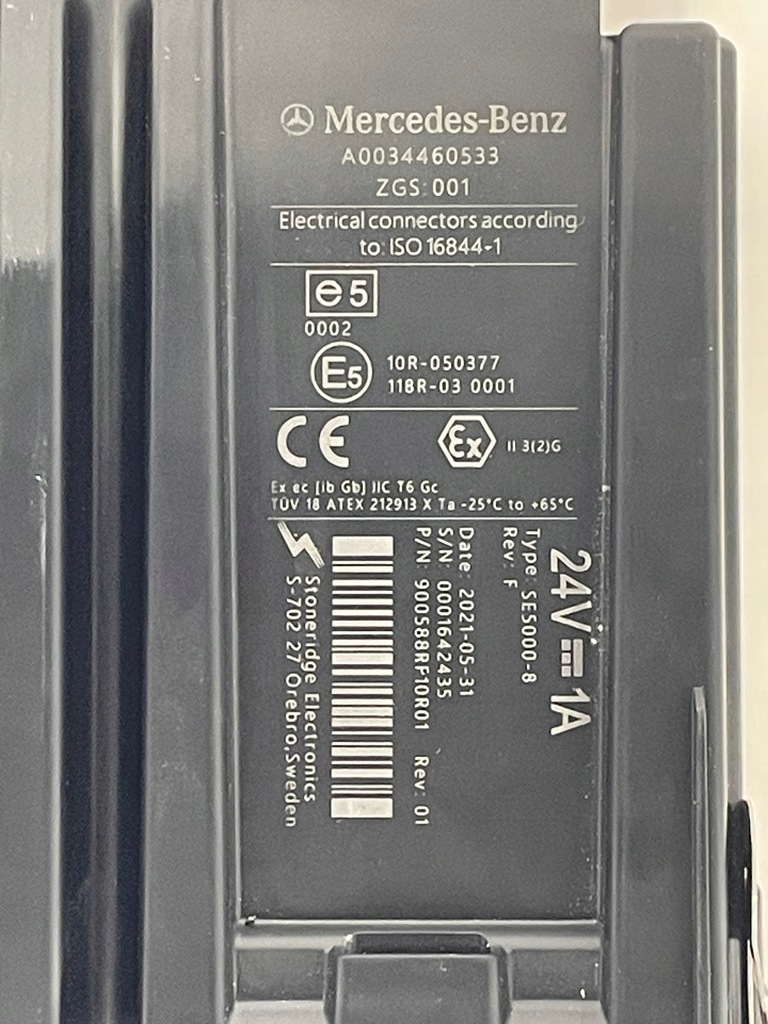 Mercedes-Benz
A0034460533
ZGS: 001
Electrical connectors according
to: ISO 16844-1
e5
0002
E5
10R-050377
118R-03 0001
CE
Ex
II 3(2)G
Ex ec [ib Gb] IIC T6 Gc
TÜV 18 ATEX 212913 X Ta -25°C to +65°C
24V⎓1A
Type: SE5000-8
Rev: F
Date: 2021-05-31
S/N: 0001642435
P/N: 900588RF10R01 Rev: 01
Stoneridge Electronics
S-702 27 Örebro,Sweden